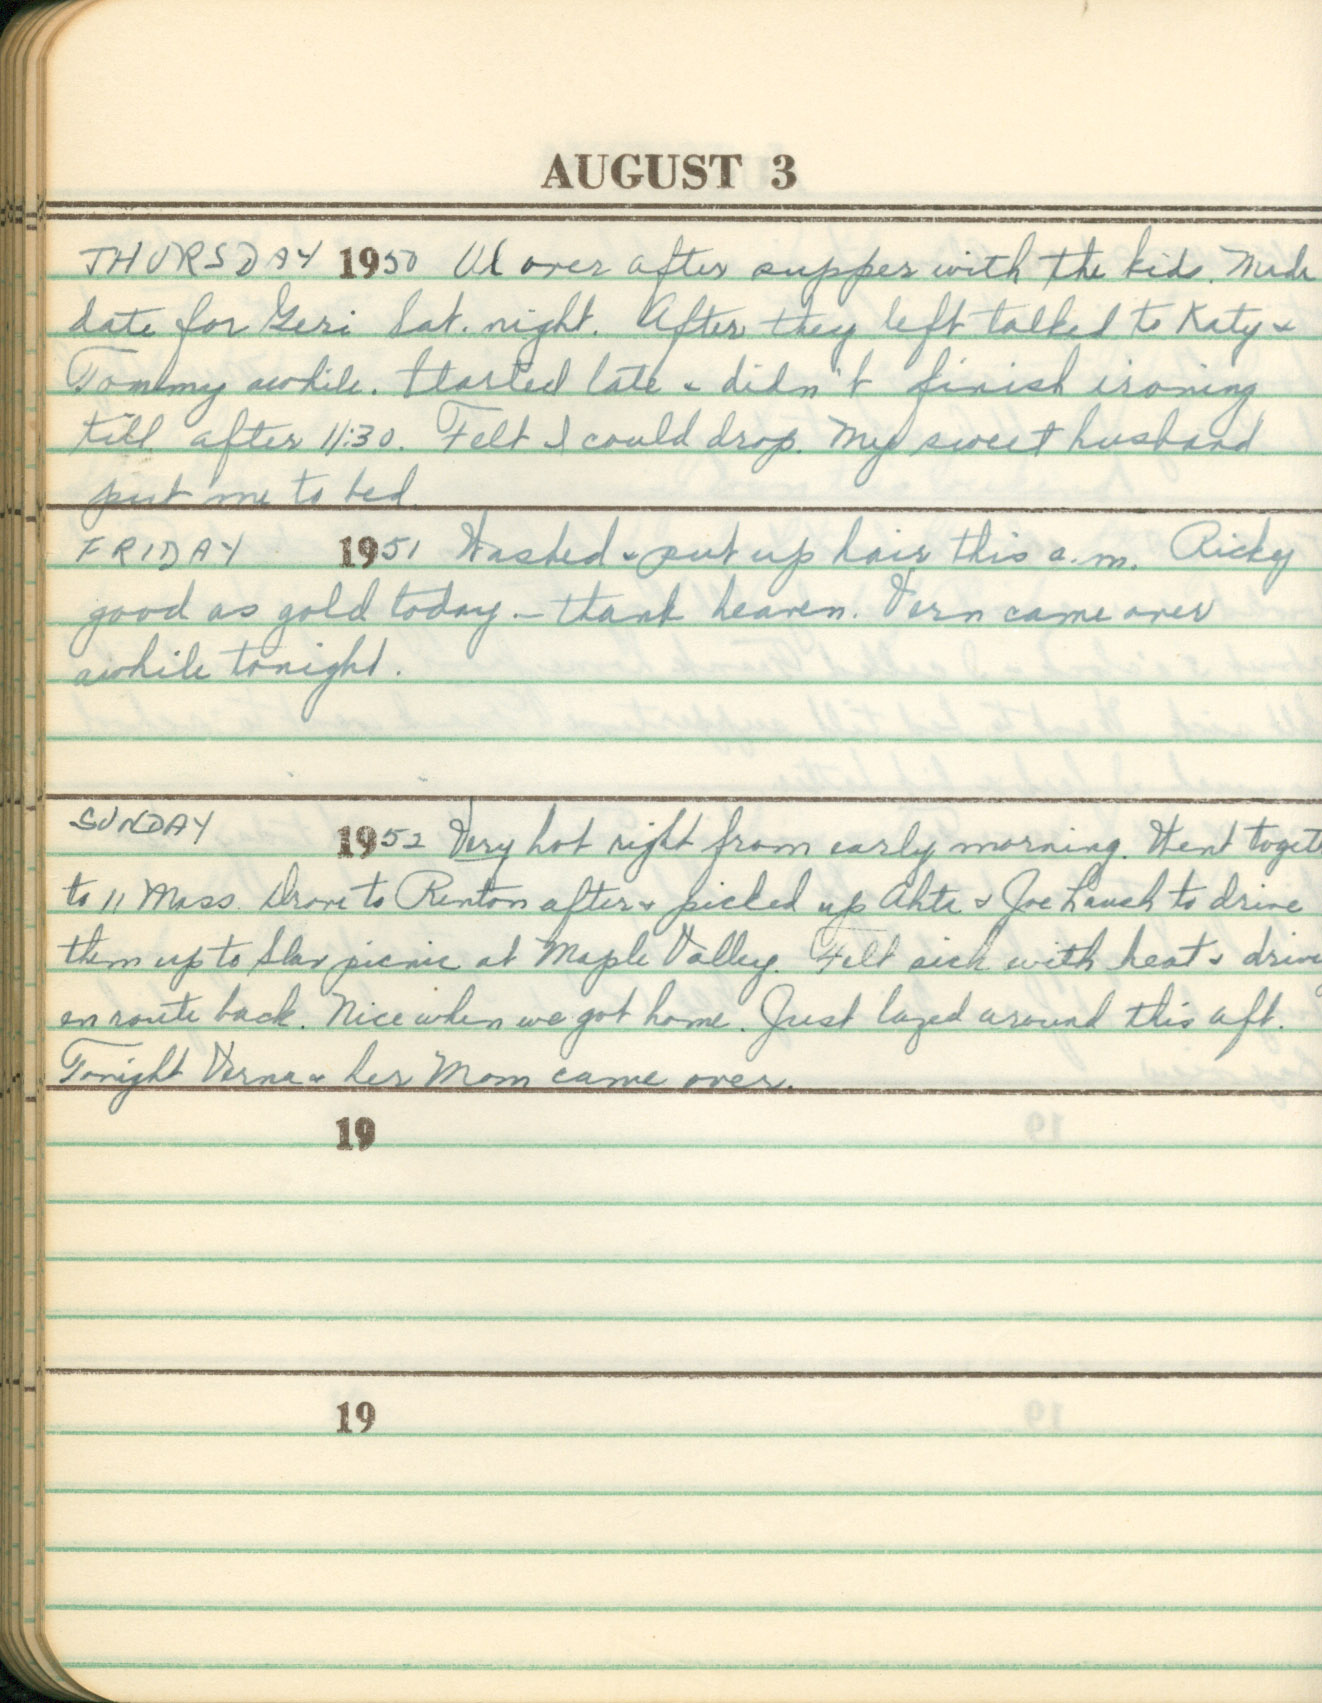 AUGUST 3
THURSDAY 1950 Al over after supper with the kids. Made
date for Geri Sat. night. After they left talked to Katy &
Tommy awhile. Started late & didn't finish ironing
till after 11:30. Felt I could drop. My sweet husband
put me to bed.
FRIDAY 1951 Washed & put up hair this a.m. Ricky
good as gold today – thank heaven. Vern came over
awhile tonight.
SUNDAY
1952 Very hot right from early morning. Went toget
to 11 Mass. Drove to Renton after & picked up & Joe to drive
them up to Slav picnic at Maple Valley. Felt sick with heat & drive
en route back. Nice when we got home. Just lazed around this aft.
Tonight Verna & her Mom came over.
19
19